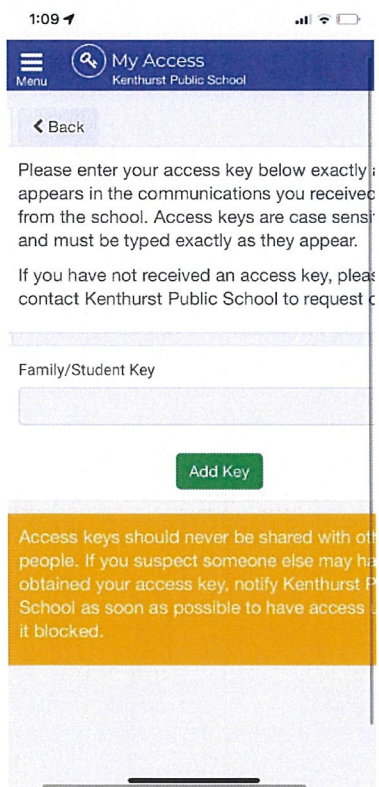 1:09
My Access
Menu
Kenthurst Public School
Back
Please enter your access key below exactly
appears in the communications you received
from the school. Access keys are case
and must be typed exactly as they appear.
If you have not received an access key,
contact Kenthurst Public School to request
Family/Student Key
Add Key
Access keys should never be shared with
people. If you suspect someone else may
obtained your access key, notify Kenthurst
School as soon as possible to have access
it blocked.